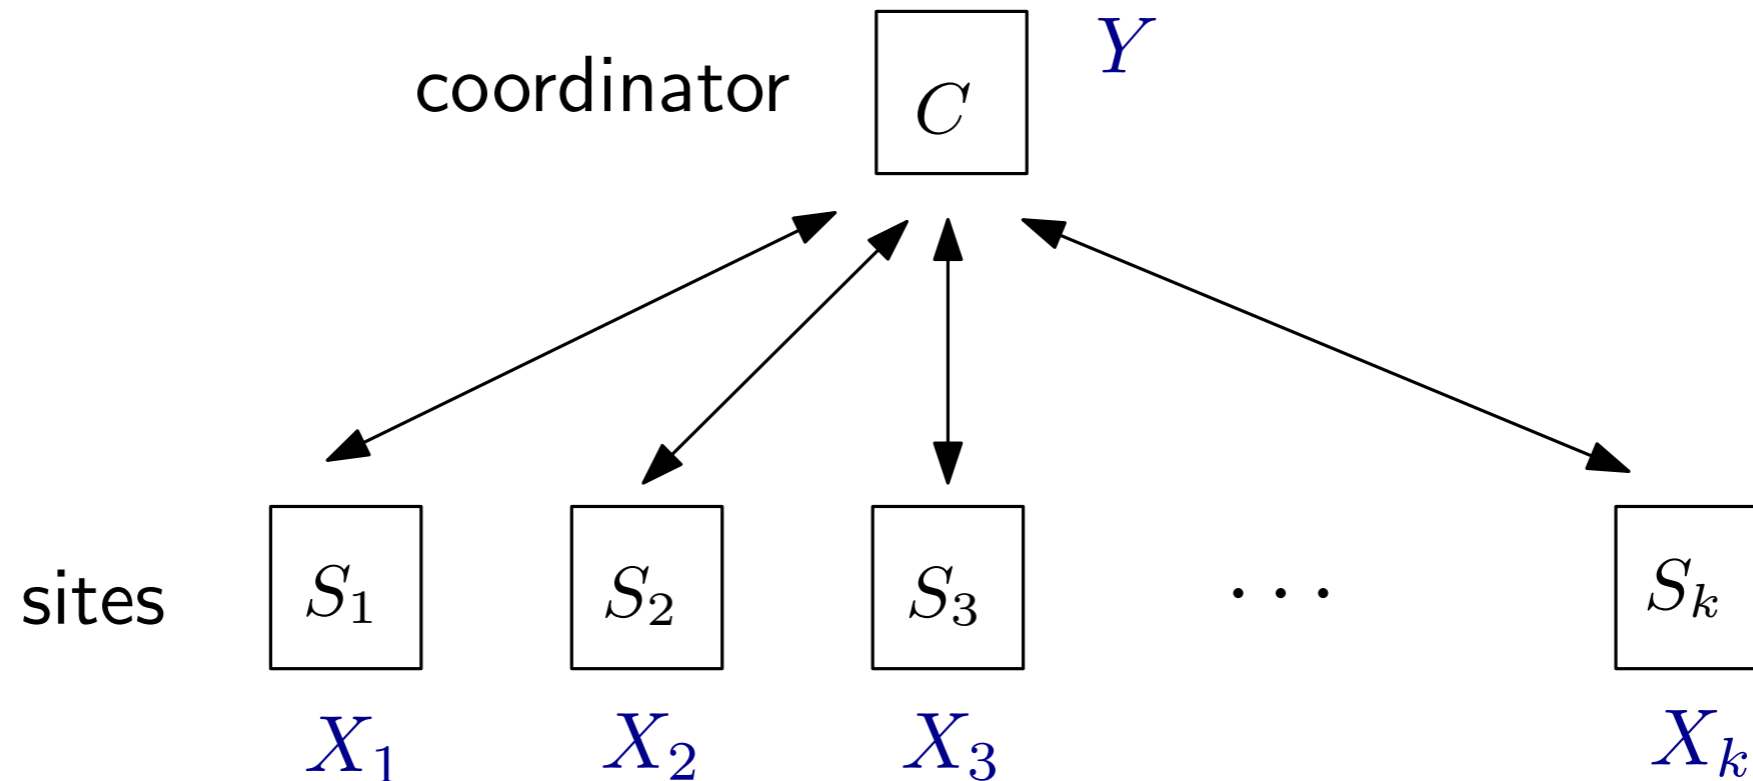 Y
coordinator
C
sites
S₁ S₂ S₃ ··· Sₖ
X₁ X₂ X₃ Xₖ